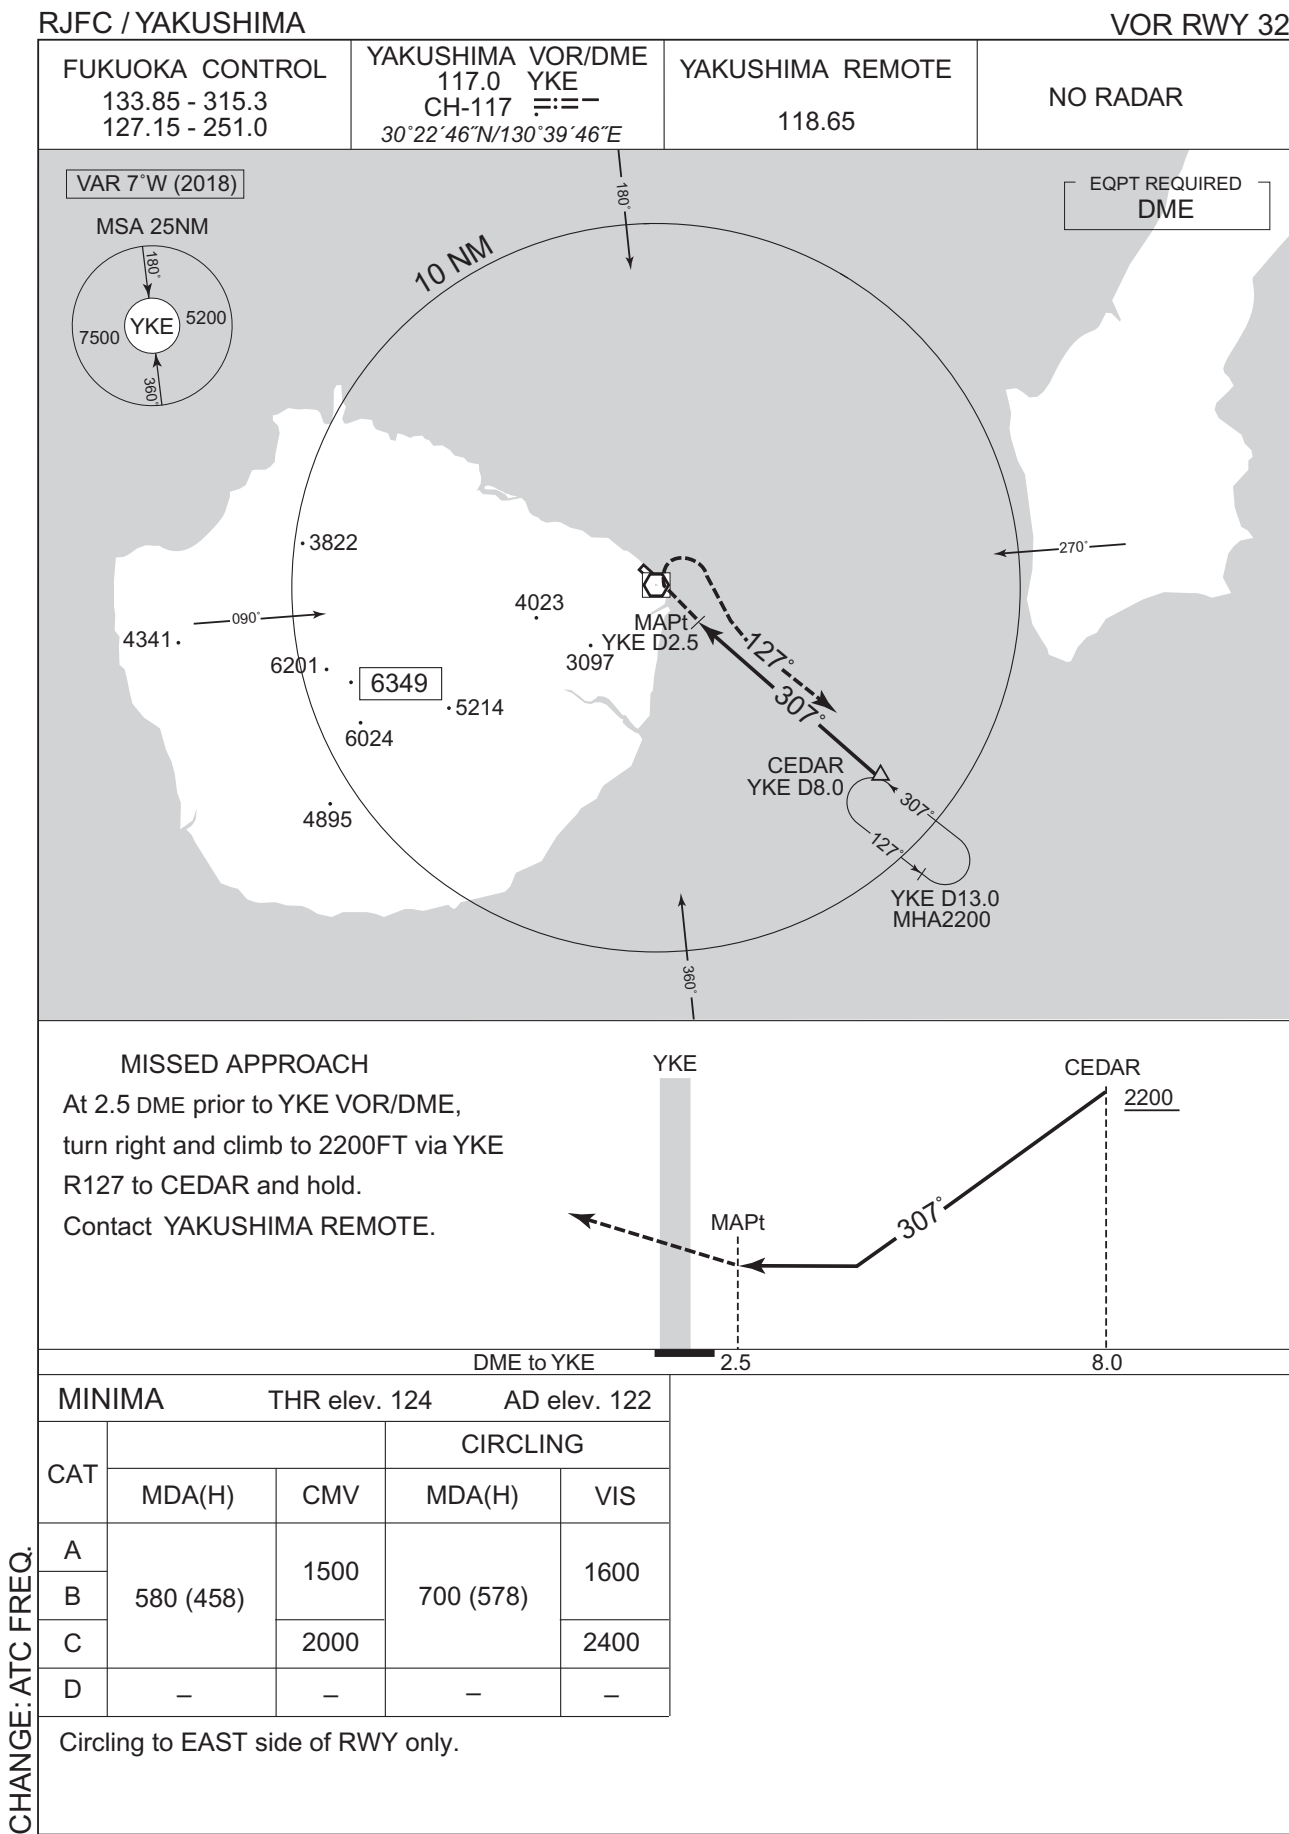 RJFC / YAKUSHIMA
VOR RWY 32
FUKUOKA CONTROL
133.85 - 315.3
127.15 - 251.0
YAKUSHIMA VOR/DME
117.0 YKE
CH-117
30°22´46˝N/130°39´46˝E
YAKUSHIMA REMOTE
118.65
NO RADAR
VAR 7°W (2018)
MSA 25NM
180°
7500
YKE
5200
360°
EQPT REQUIRED
DME
180°
10 NM
270°
3822
4023
090°
4341
MAPt
YKE D2.5
3097
6201
6349
5214
6024
4895
127°
307°
CEDAR
YKE D8.0
307°
127°
YKE D13.0
MHA2200
360°
MISSED APPROACH
At 2.5 DME prior to YKE VOR/DME,
turn right and climb to 2200FT via YKE
R127 to CEDAR and hold.
Contact YAKUSHIMA REMOTE.
YKE
CEDAR
2200
MAPt
307°
DME to YKE
2.5
8.0
MINIMA THR elev. 124 AD elev. 122
CAT
CIRCLING
MDA(H) CMV MDA(H) VIS
A
B
C
D
580 (458)
1500
2000
700 (578)
1600
2400
– – – –
Circling to EAST side of RWY only.
CHANGE: ATC FREQ.